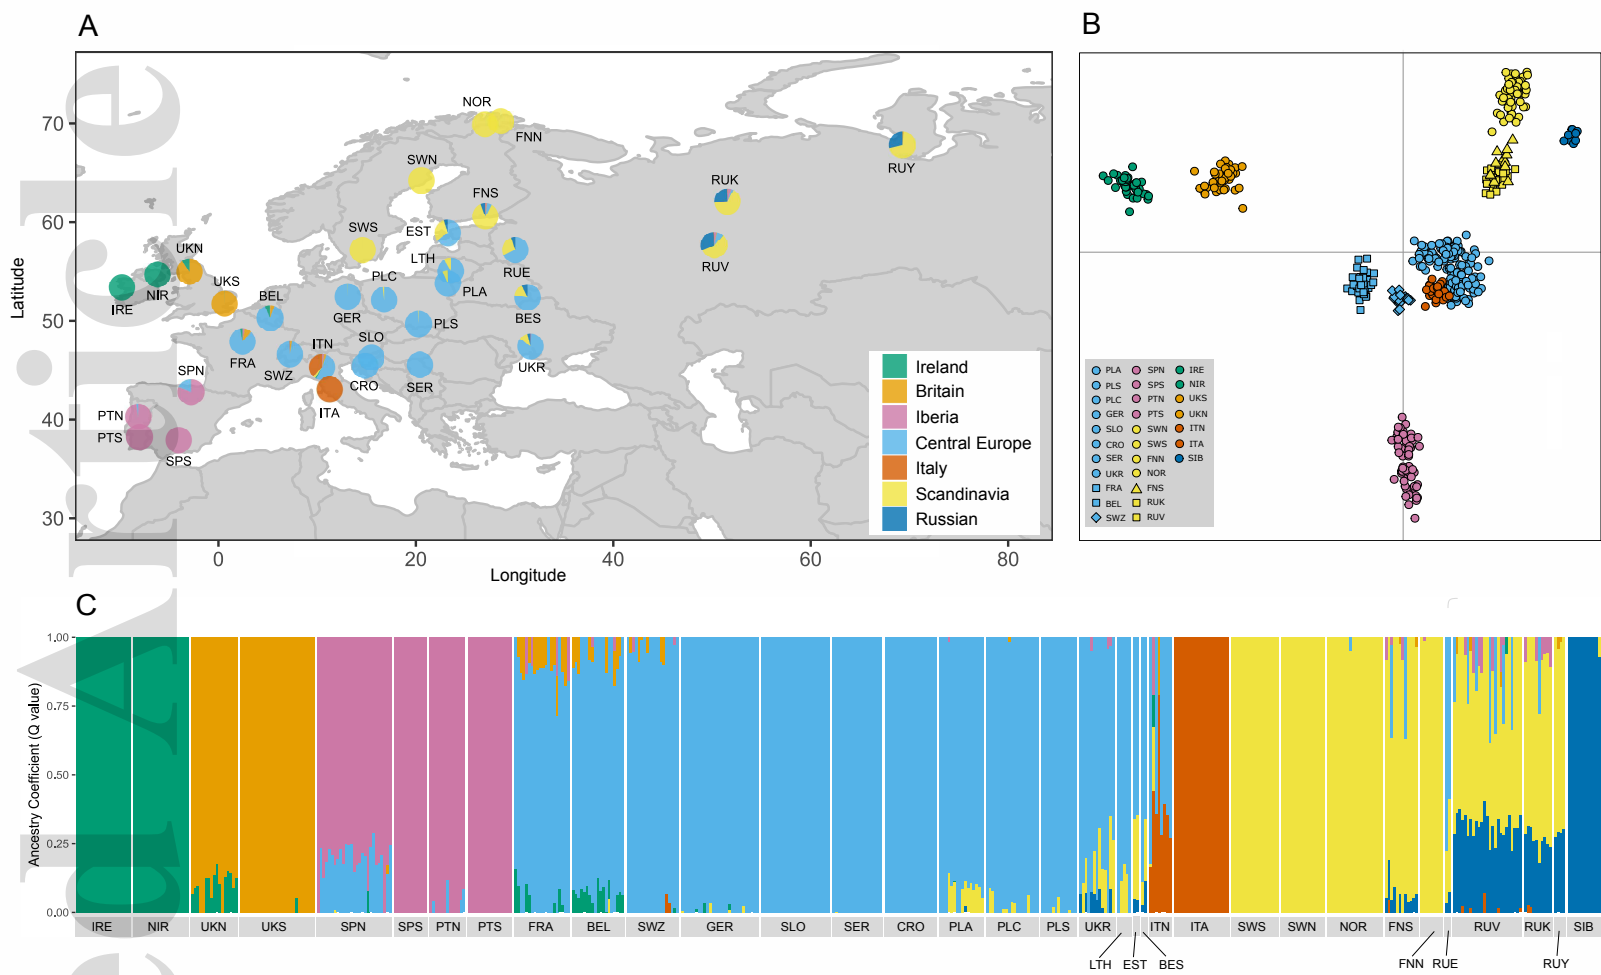 A
B
70
60
50
40
30
Latitude
0
20
40
60
80
Longitude
NOR
FNN
SWN
RUY
RUK
FNS
EST
SWS
RUV
UKN
LTH
RUE
PLC
UKS
NIR
IRE
BEL
PLA
GER
BES
PLS
SLO
ITN
FRA
SWZ
UKR
SPN
CRO
SER
ITA
PTN
PTS
SPS
Ireland
Britain
Iberia
Central Europe
Italy
Scandinavia
Russian
PLA SPN IRE
PLS SPS NIR
PLC PTN UKS
GER PTS UKN
SLO SWN ITN
CRO SWS ITA
SER FNN SIB
UKR NOR
FRA FNS
BEL RUK
SWZ RUV
C
1.00
0.75
0.50
0.25
0.00
Ancestry Coefficient (Q value)
IRE NIR UKN UKS SPN SPS PTN PTS FRA BEL SWZ GER SLO SER CRO PLA PLC PLS UKR ITN ITA SWS SWN NOR FNS RUV RUK SIB
LTH EST BES FNN RUE RUY